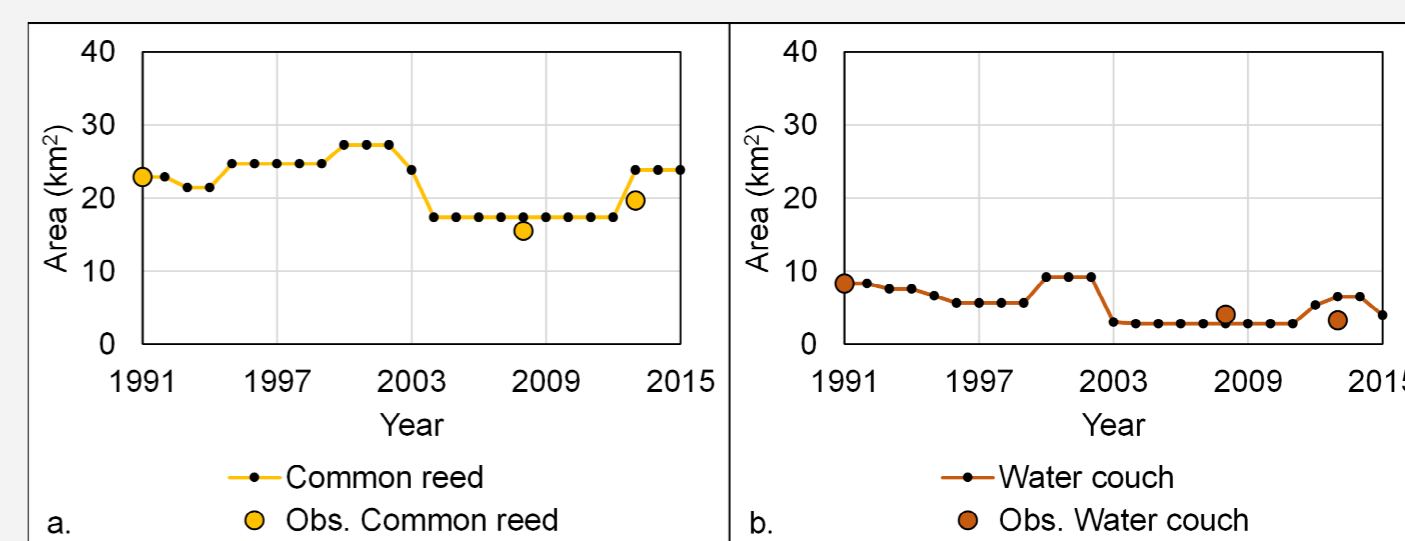 40
30
20
10
0
Area (km²)
1991 1997 2003 2009 2015
Year
Common reed
Obs. Common reed
a.
40
30
20
10
0
Area (km²)
1991 1997 2003 2009 2015
Year
Water couch
Obs. Water couch
b.